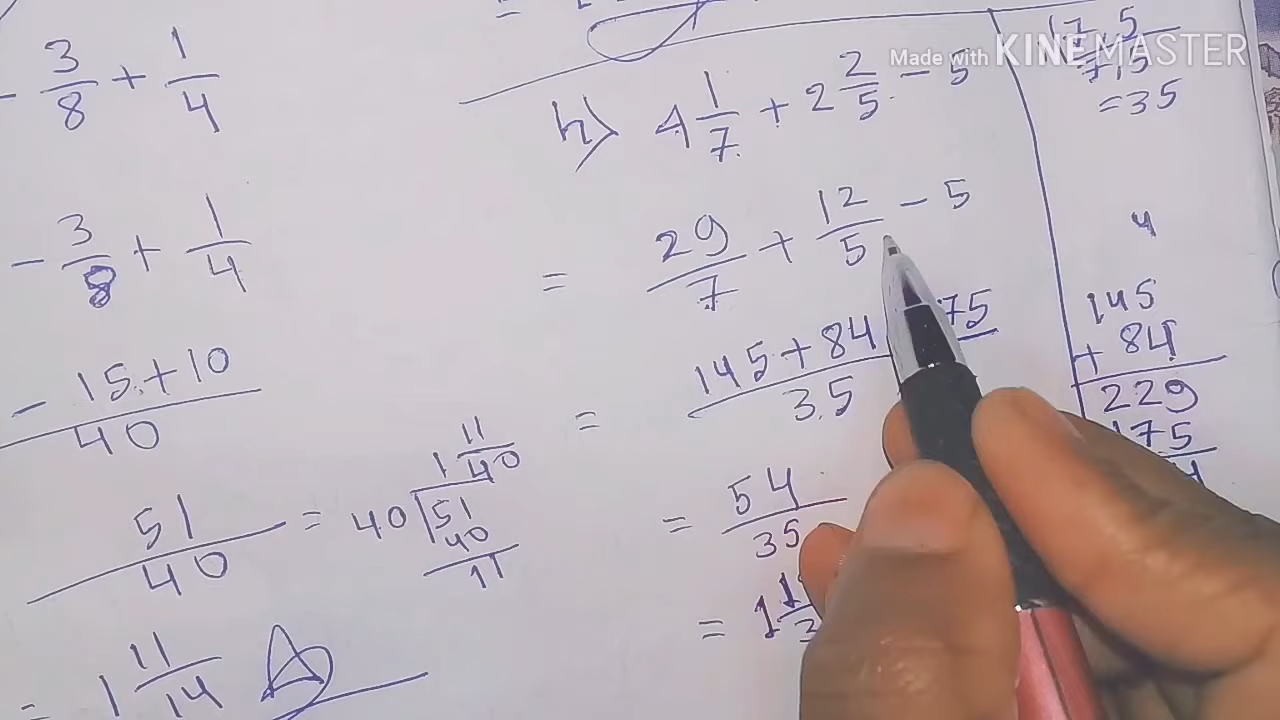 - 3/8 + 1/4
- 3/8 + 1/4
- 15 + 10 / 40
51/40 = 40 51 1 11/40
40
11
= 1 11/14
h) 4 1/7 + 2 2/5 - 5
= 29/7 + 12/5 - 5
= 145 + 84 75 / 35
= 54/35
= 1
Made with KINEMASTER
= 35
4
145
+ 84
229
175